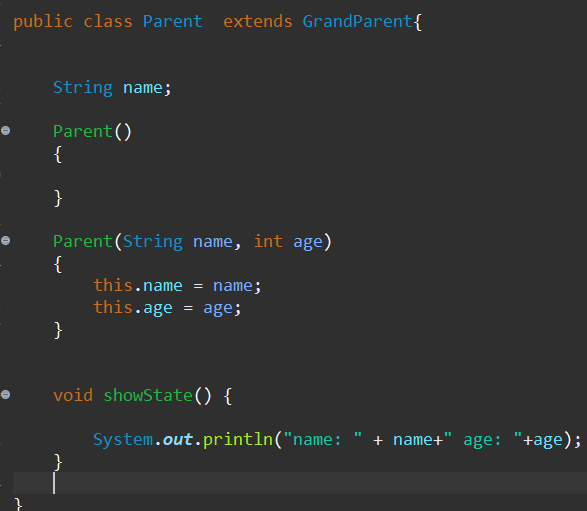 public class Parent  extends GrandParent{
String name;
Parent()
{
}
Parent(String name, int age)
{
this.name = name;
this.age = age;
}
void showState() {
System.out.println("name: " + name+" age: "+age);
}
}